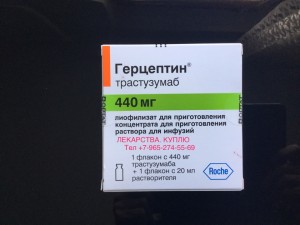 Герцептин®
трастузумаб
440 мг
лиофилизат для приготовления
концентрата для приготовления
раствора для инфузий
ЛЕКАРСТВА, КУПЛЮ
Тел +7-965-274-55-69
1 флакон с 440 мг
трастузумаба
+ 1 флакон с 20 мл
растворителя
Roche